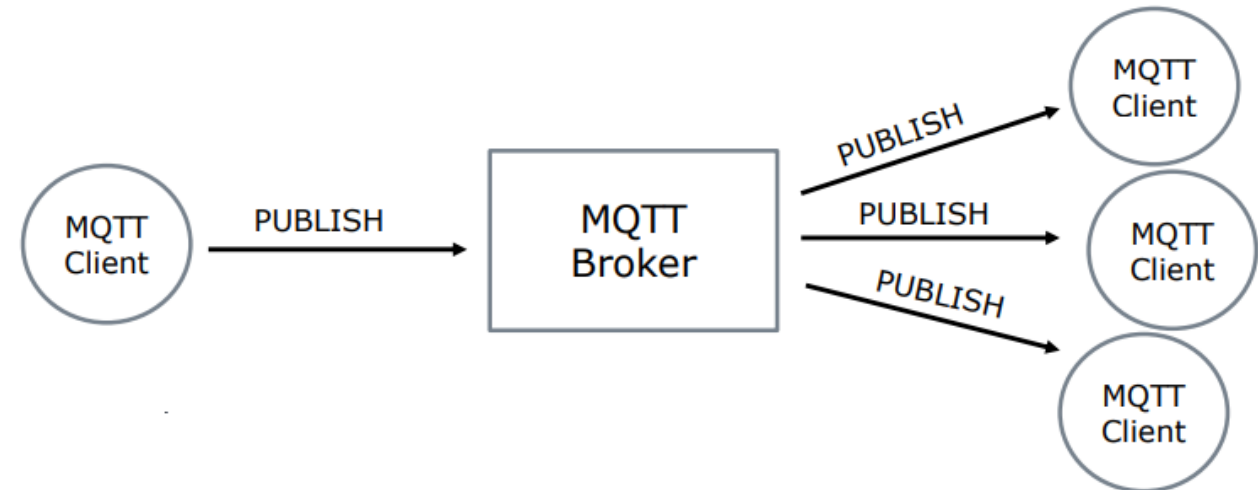 MQTT
Client
PUBLISH
MQTT
Broker
PUBLISH
PUBLISH
PUBLISH
MQTT
Client
MQTT
Client
MQTT
Client